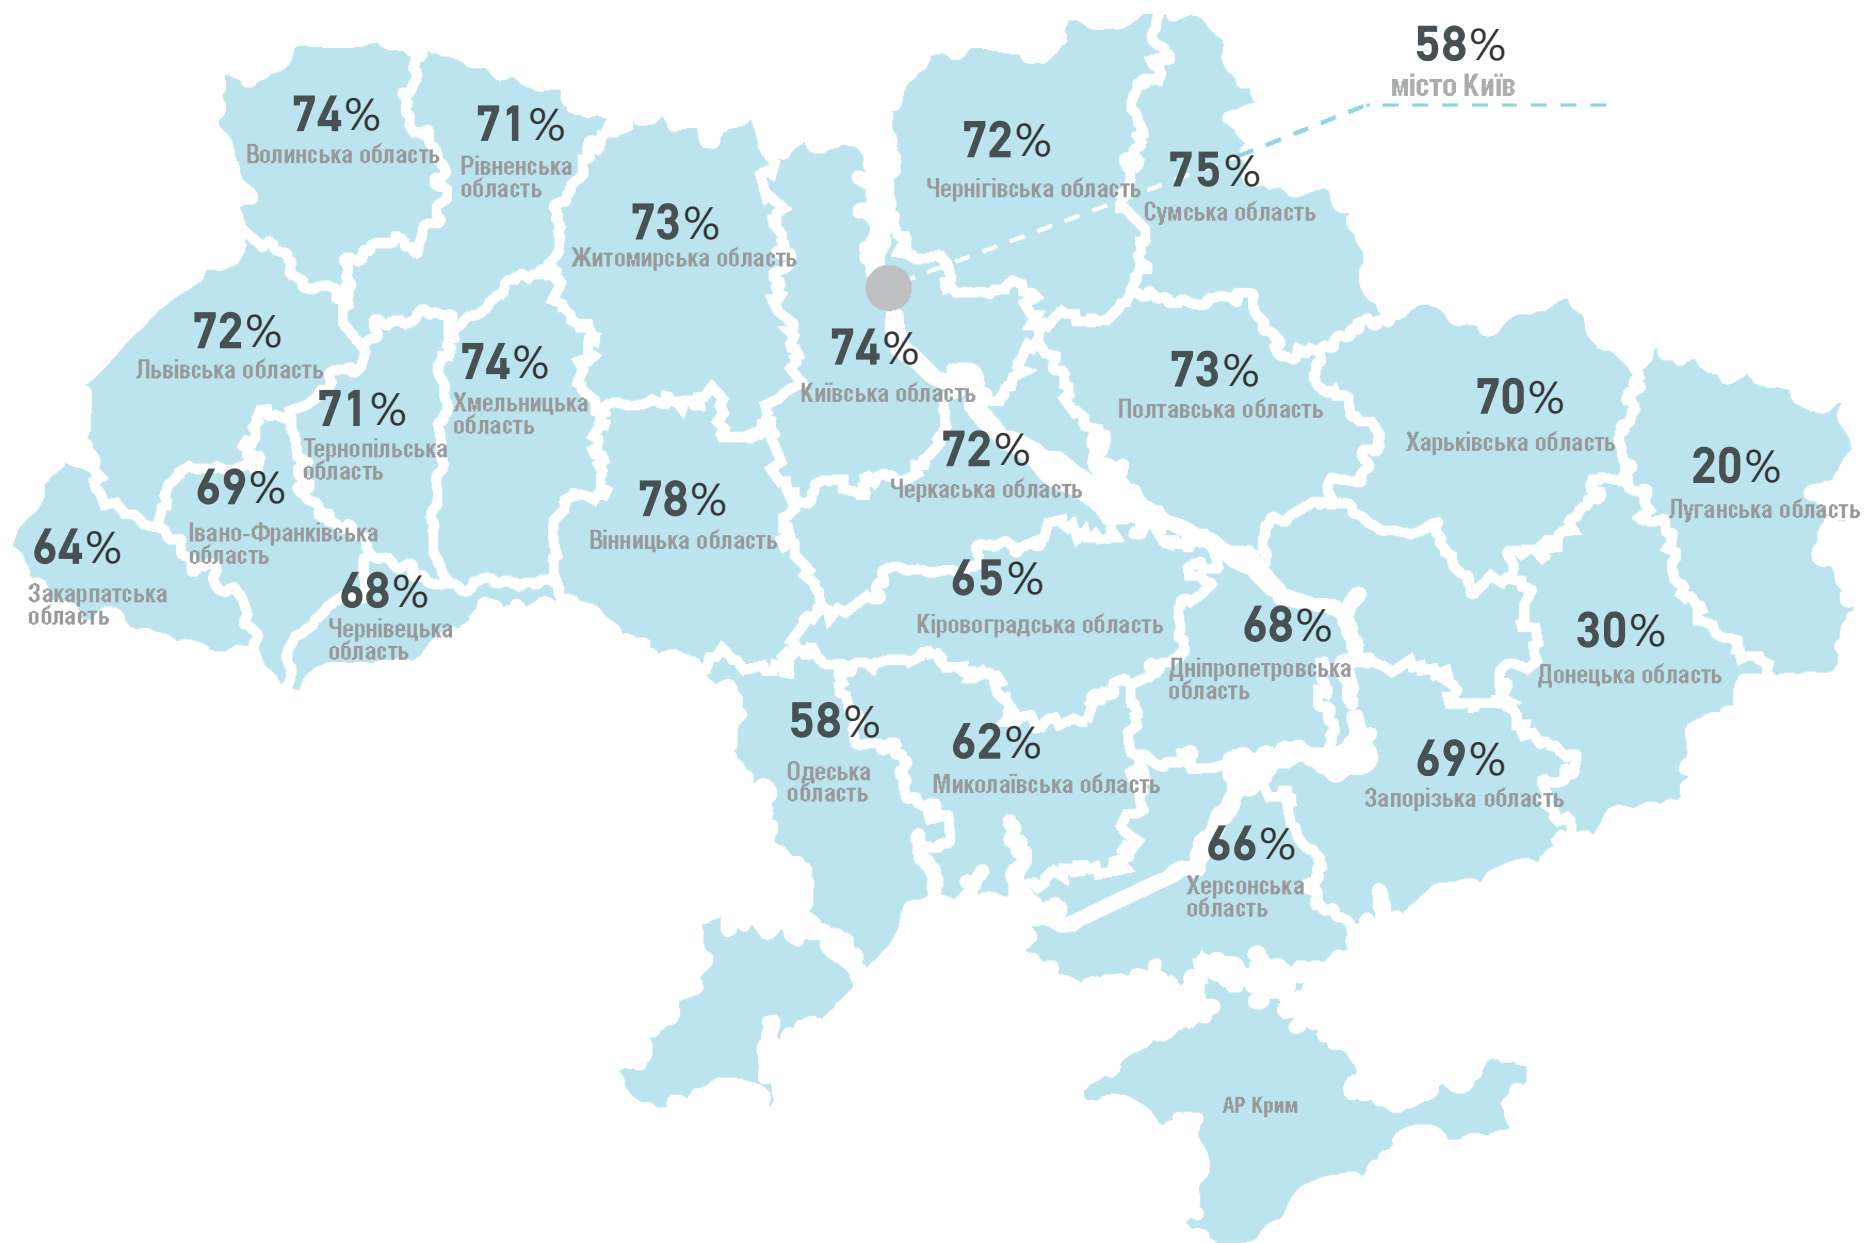 58%
місто Київ
74%
Волинська область
71%
Рівненська
область
72%
Чернігівська область
75%
Сумська область
73%
Житомирська область
72%
Львівська область
74%
Хмельницька
область
74%
Київська область
73%
Полтавська область
70%
Харьківська область
71%
Тернопільська
область
72%
Черкаська область
20%
Луганська область
69%
Івано-Франківська
область
78%
Вінницька область
64%
Закарпатська
область
68%
Чернівецька
область
65%
Кіровоградська область
68%
Дніпропетровська
область
30%
Донецька область
58%
Одеська
область
62%
Миколаївська область
69%
Запорізька область
66%
Херсонська
область
АР Крим